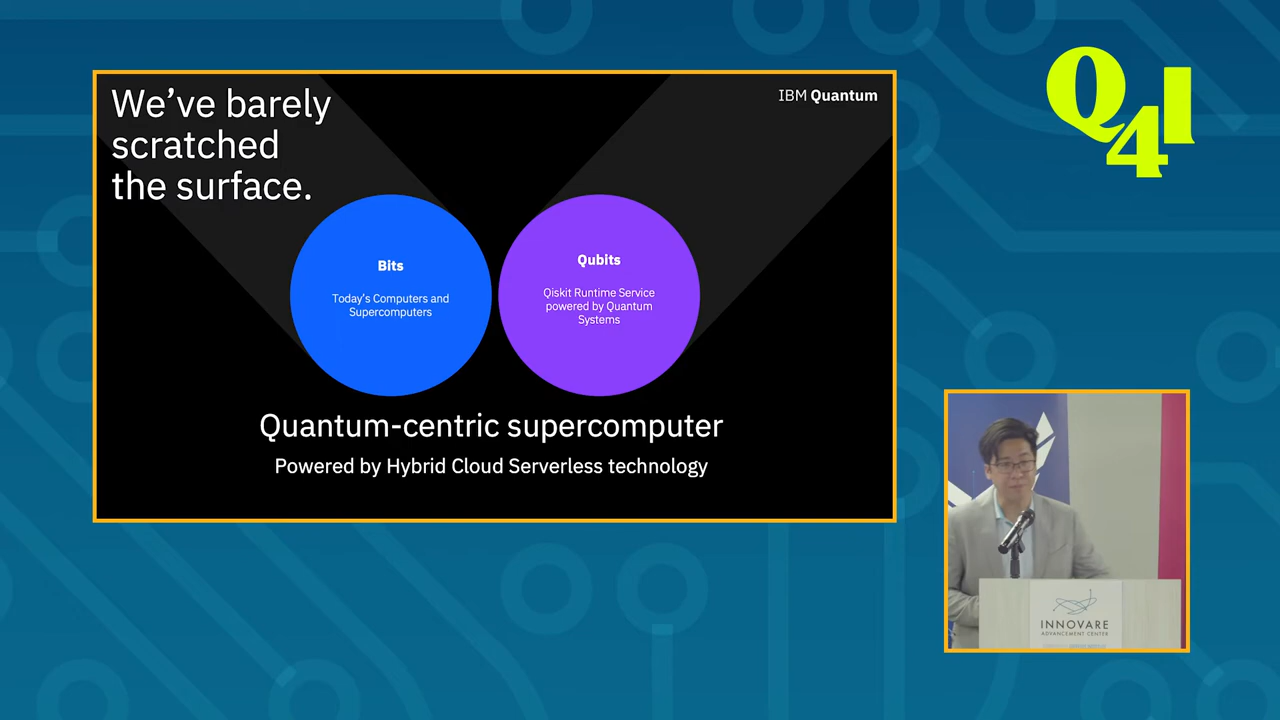 We've barely
scratched
the surface.
IBM Quantum
Q4I
Bits
Today's Computers and
Supercomputers
Qubits
Qiskit Runtime Service
powered by Quantum
Systems
Quantum-centric supercomputer
Powered by Hybrid Cloud Serverless technology
INNOVARE
ADVANCEMENT CENTER